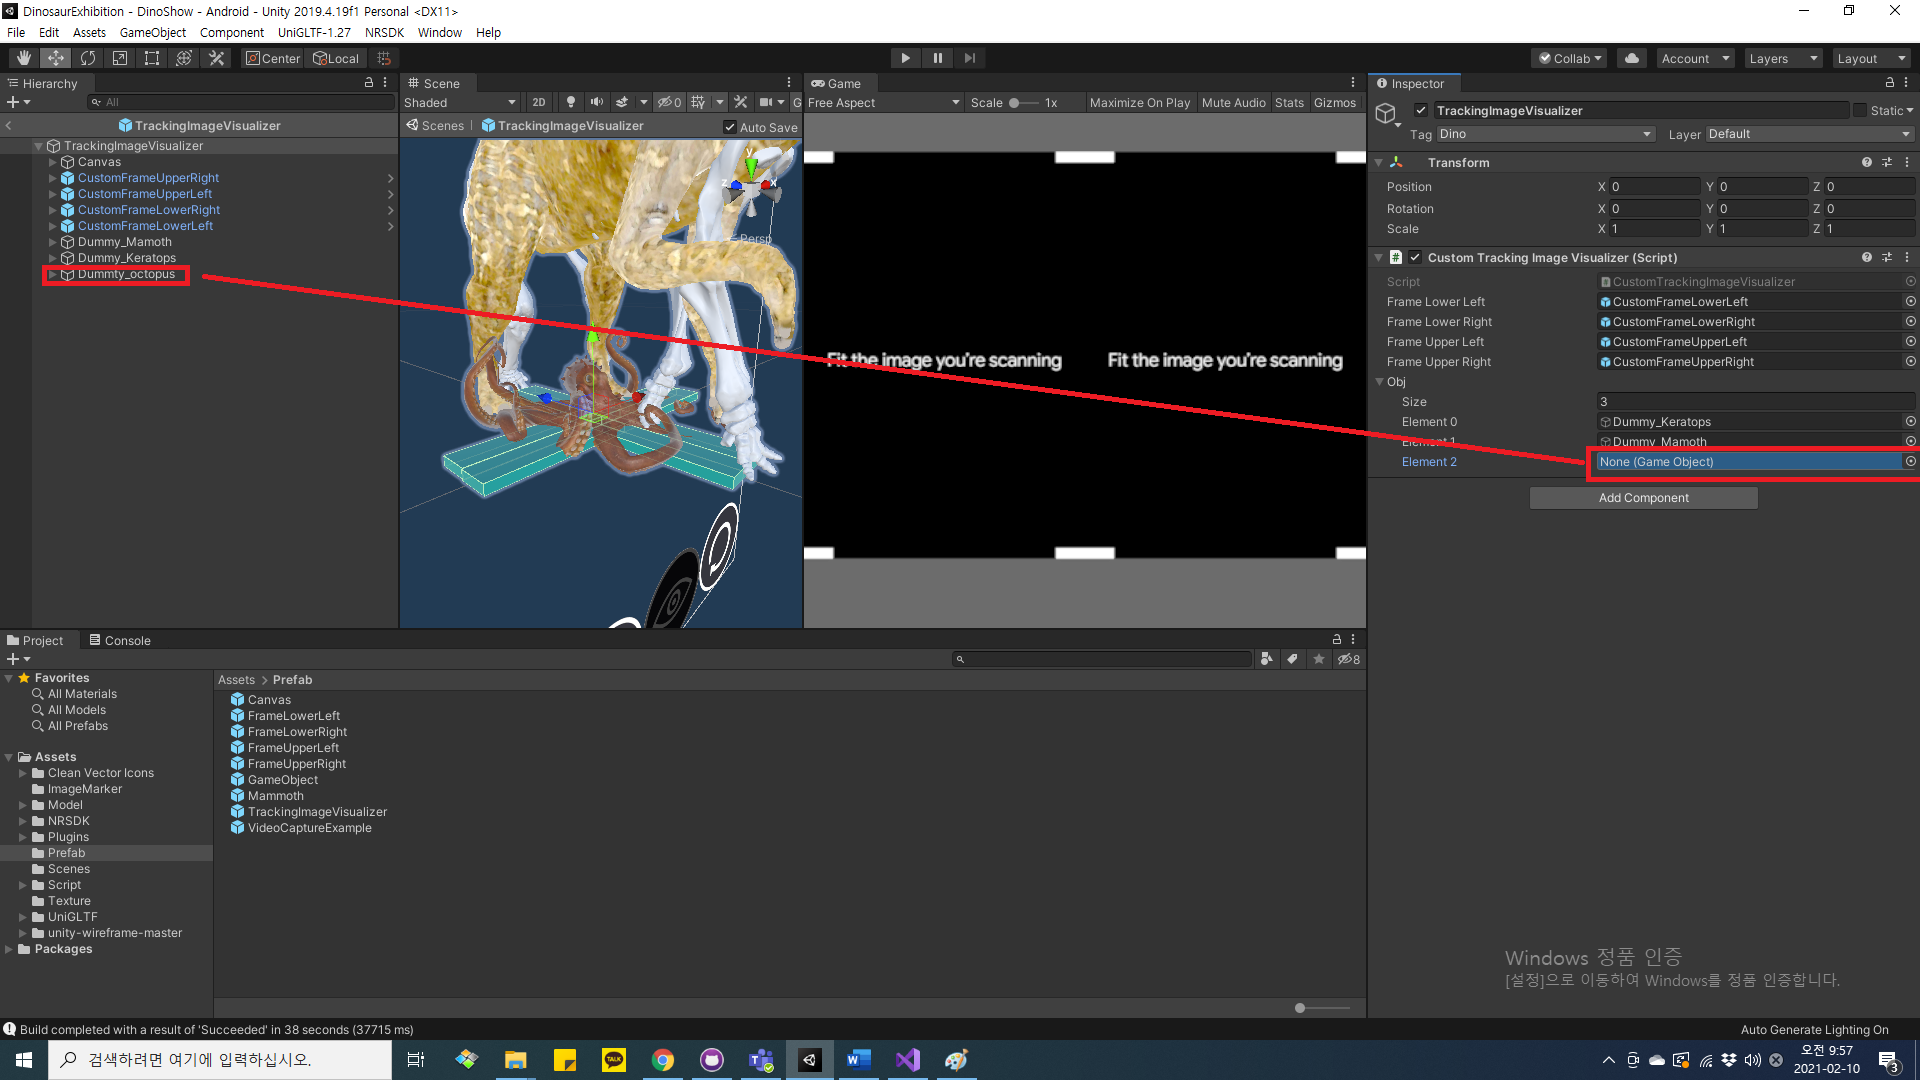 DinosaurExhibition - DinoShow - Android - Unity 2019.4.19f1 Personal <DX11>
File Edit Assets GameObject Component UniGLTF-1.27 NRSDK Window Help
Center Local
Collab Account Layers Layout
Hierarchy
All
TrackingImageVisualizer
TrackingImageVisualizer
Canvas
CustomFrameUpperRight
CustomFrameUpperLeft
CustomFrameLowerRight
CustomFrameLowerLeft
Dummy_Mamoth
Dummy_Keratops
Dummty_octopus
Scene
Shaded 2D 0 G
Scenes TrackingImageVisualizer Auto Save
y
z x
Persp
Game
Free Aspect Scale 1x Maximize On Play Mute Audio Stats Gizmos
Fit the image you're scanning Fit the image you're scanning
Inspector
TrackingImageVisualizer Static
Tag Dino Layer Default
Transform
Position X 0 Y 0 Z 0
Rotation X 0 Y 0 Z 0
Scale X 1 Y 1 Z 1
Custom Tracking Image Visualizer (Script)
Script CustomTrackingImageVisualizer
Frame Lower Left CustomFrameLowerLeft
Frame Lower Right CustomFrameLowerRight
Frame Upper Left CustomFrameUpperLeft
Frame Upper Right CustomFrameUpperRight
Obj
Size 3
Element 0 Dummy_Keratops
Element 1 Dummy_Mamoth
Element 2 None (Game Object)
Add Component
Project Console
8
Favorites
All Materials
All Models
All Prefabs
Assets
Clean Vector Icons
ImageMarker
Model
NRSDK
Plugins
Prefab
Scenes
Script
Texture
UniGLTF
unity-wireframe-master
Packages
Assets > Prefab
Canvas
FrameLowerLeft
FrameLowerRight
FrameUpperLeft
FrameUpperRight
GameObject
Mammoth
TrackingImageVisualizer
VideoCaptureExample
Windows 정품 인증
[설정]으로 이동하여 Windows를 정품 인증합니다.
Build completed with a result of 'Succeeded' in 38 seconds (37715 ms)
Auto Generate Lighting On
검색하려면 여기에 입력하십시오.
TALK
오전 9:57
2021-02-10
3